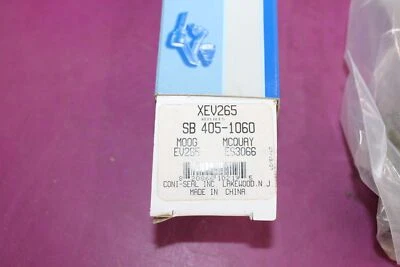 XEV265
SB 405-1060
MOOG MCQUAY
EV265 ES3066
CONI-SEAL INC LAKEWOOD.N J
MADE IN CHINA